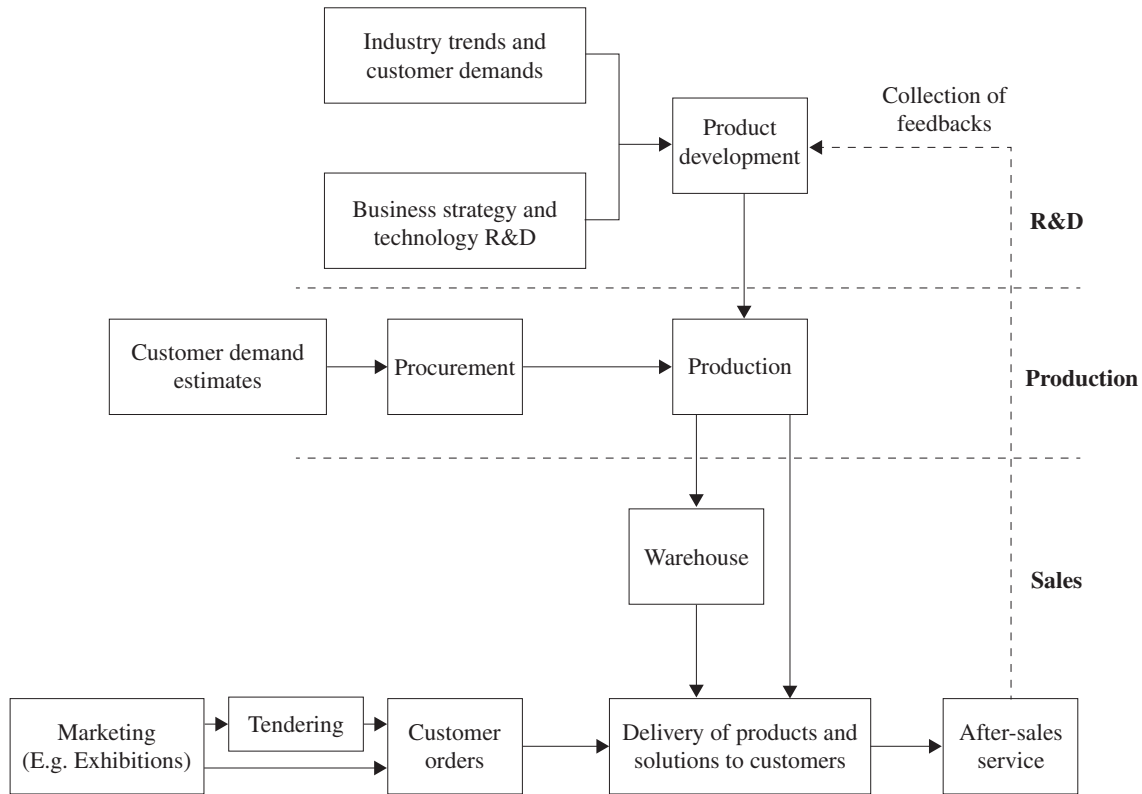 Industry trends and
customer demands
Collection of
feedbacks
Product
development
Business strategy and
technology R&D
R&D
Customer demand
estimates
Procurement
Production
Production
Warehouse
Sales
Marketing
(E.g. Exhibitions)
Tendering
Customer
orders
Delivery of products and
solutions to customers
After-sales
service